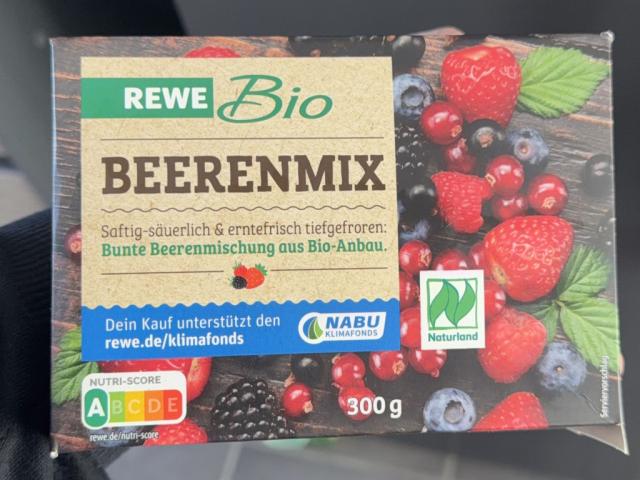 REWE Bio
BEERENMIX
Saftig-säuerlich & erntefrisch tiefgefroren:
Bunte Beerenmischung aus Bio-Anbau.
Dein Kauf unterstützt den
rewe.de/klimafonds
NABU
KLIMAFONDS
Naturland
NUTRI-SCORE
A B C D E
rewe.de/nutri-score
300 g
Serviervorschlag